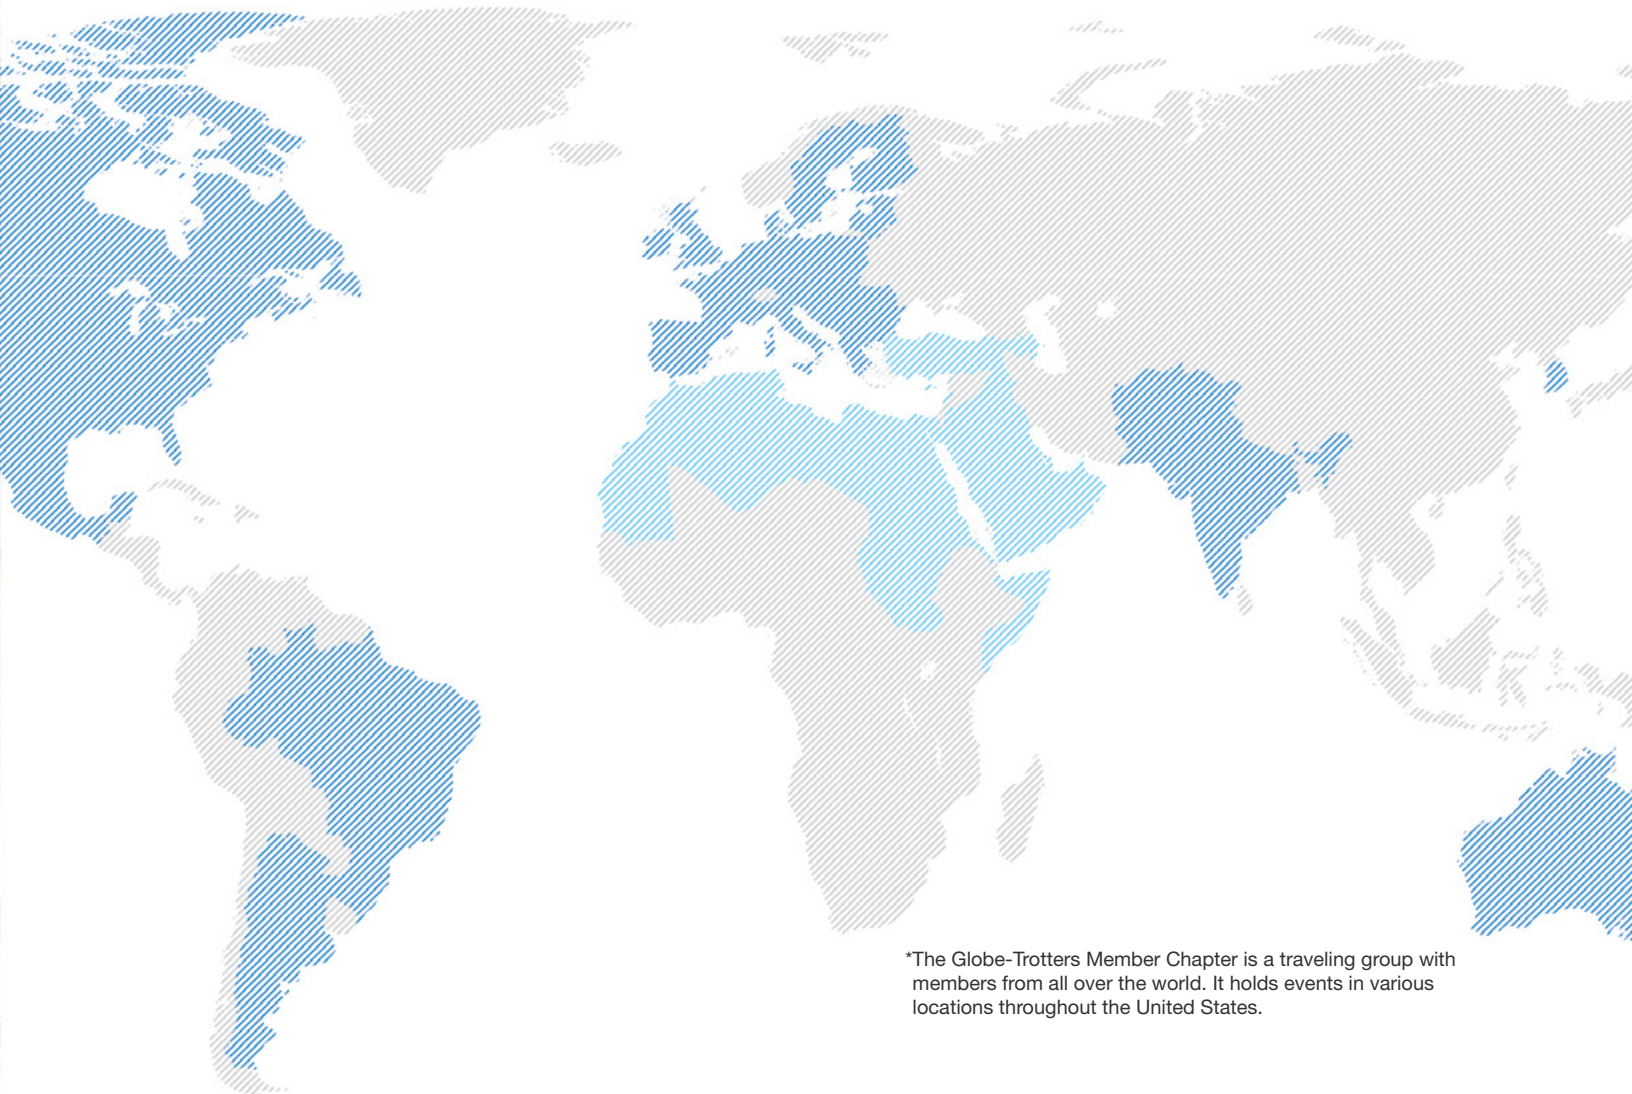 *The Globe-Trotters Member Chapter is a traveling group with
members from all over the world. It holds events in various
locations throughout the United States.